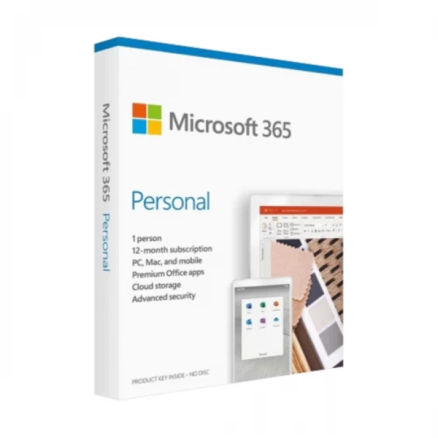 Microsoft 365
Personal
1 person
12-month subscription
PC, Mac, and mobile
Premium Office apps
Cloud storage
Advanced security
PRODUCT KEY INSIDE – NO DISC
Microsoft 365 Personal